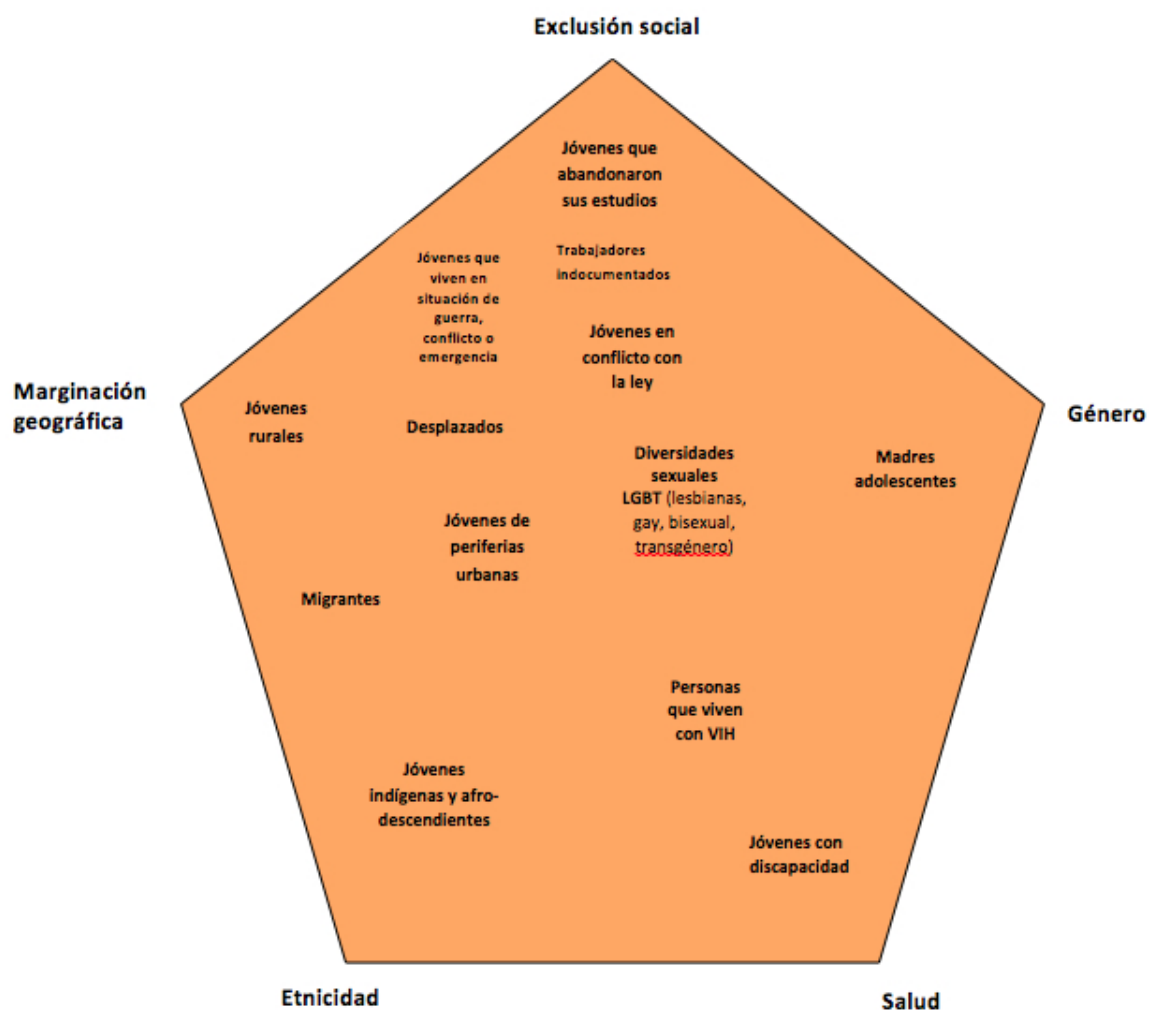 Exclusión social
Jóvenes que
abandonaron
sus estudios
Trabajadores
indocumentados
Jóvenes que
viven en
situación de
guerra,
conflicto o
emergencia
Jóvenes en
conflicto con
la ley
Marginación
geográfica
Jóvenes
rurales
Desplazados
Género
Diversidades
sexuales
LGBT (lesbianas,
gay, bisexual,
transgénero)
Madres
adolescentes
Jóvenes de
periferias
urbanas
Migrantes
Personas
que viven
con VIH
Jóvenes
indígenas y afro-
descendientes
Jóvenes con
discapacidad
Etnicidad
Salud